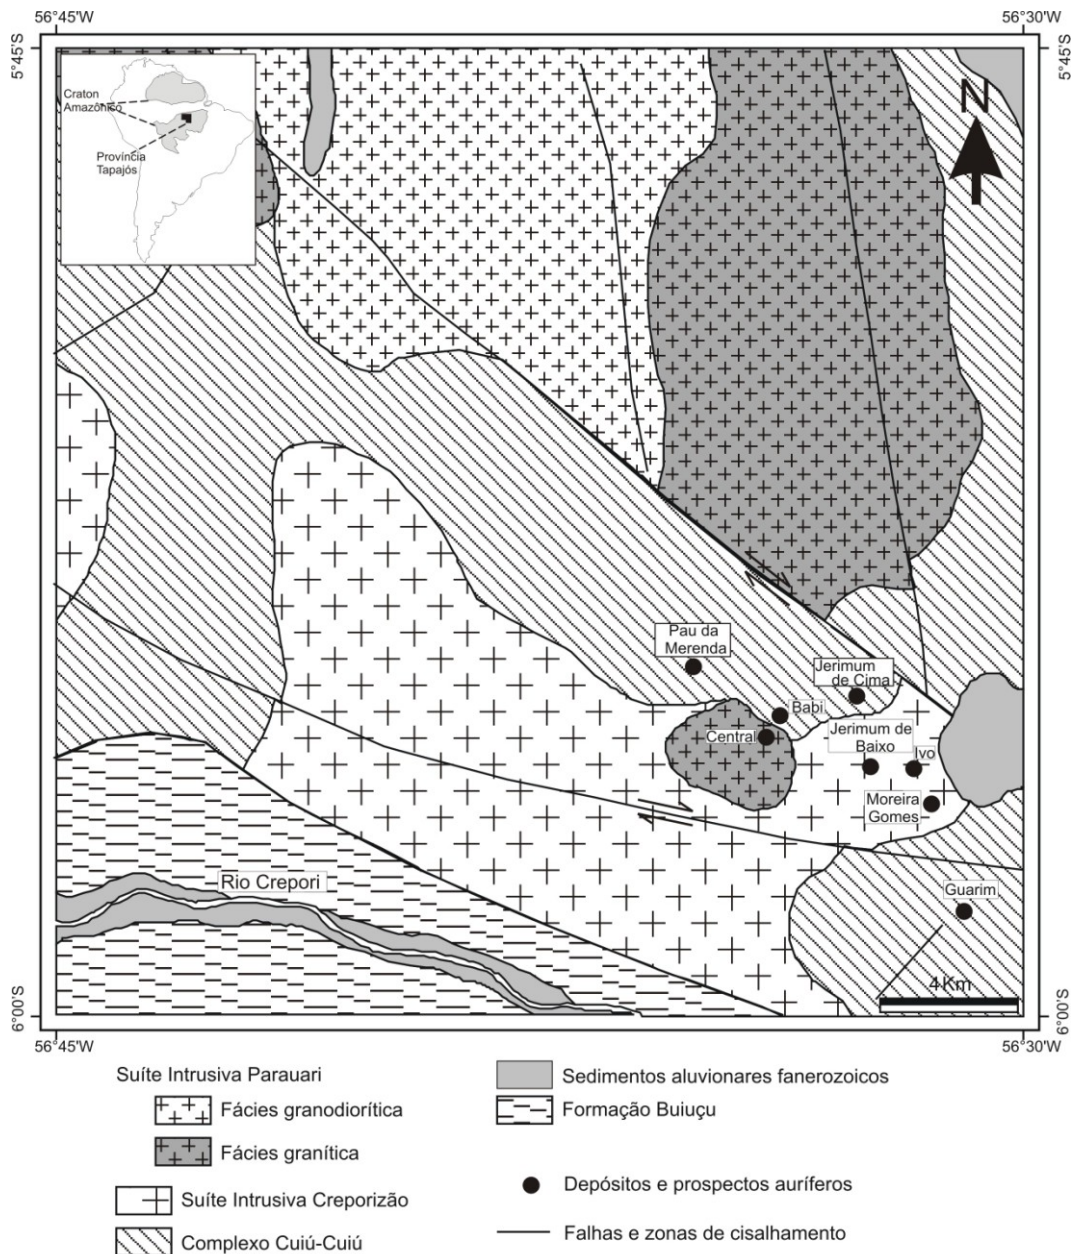 56°45'W
56°30'W
5°45'S
5°45'S
Craton
Amazônico
Província
Tapajós
N
Pau da
Merenda
Jerimum
de Cima
Babi
Central
Jerimum de
Baixo
Ivo
Moreira
Gomes
Rio Crepori
Guarim
4Km
6°00'S
6°00'S
56°45'W
56°30'W
Suíte Intrusiva Parauari
Fácies granodiorítica
Fácies granítica
Suíte Intrusiva Creporizão
Complexo Cuiú-Cuiú
Sedimentos aluvionares fanerozoicos
Formação Buiuçu
Depósitos e prospectos auríferos
Falhas e zonas de cisalhamento